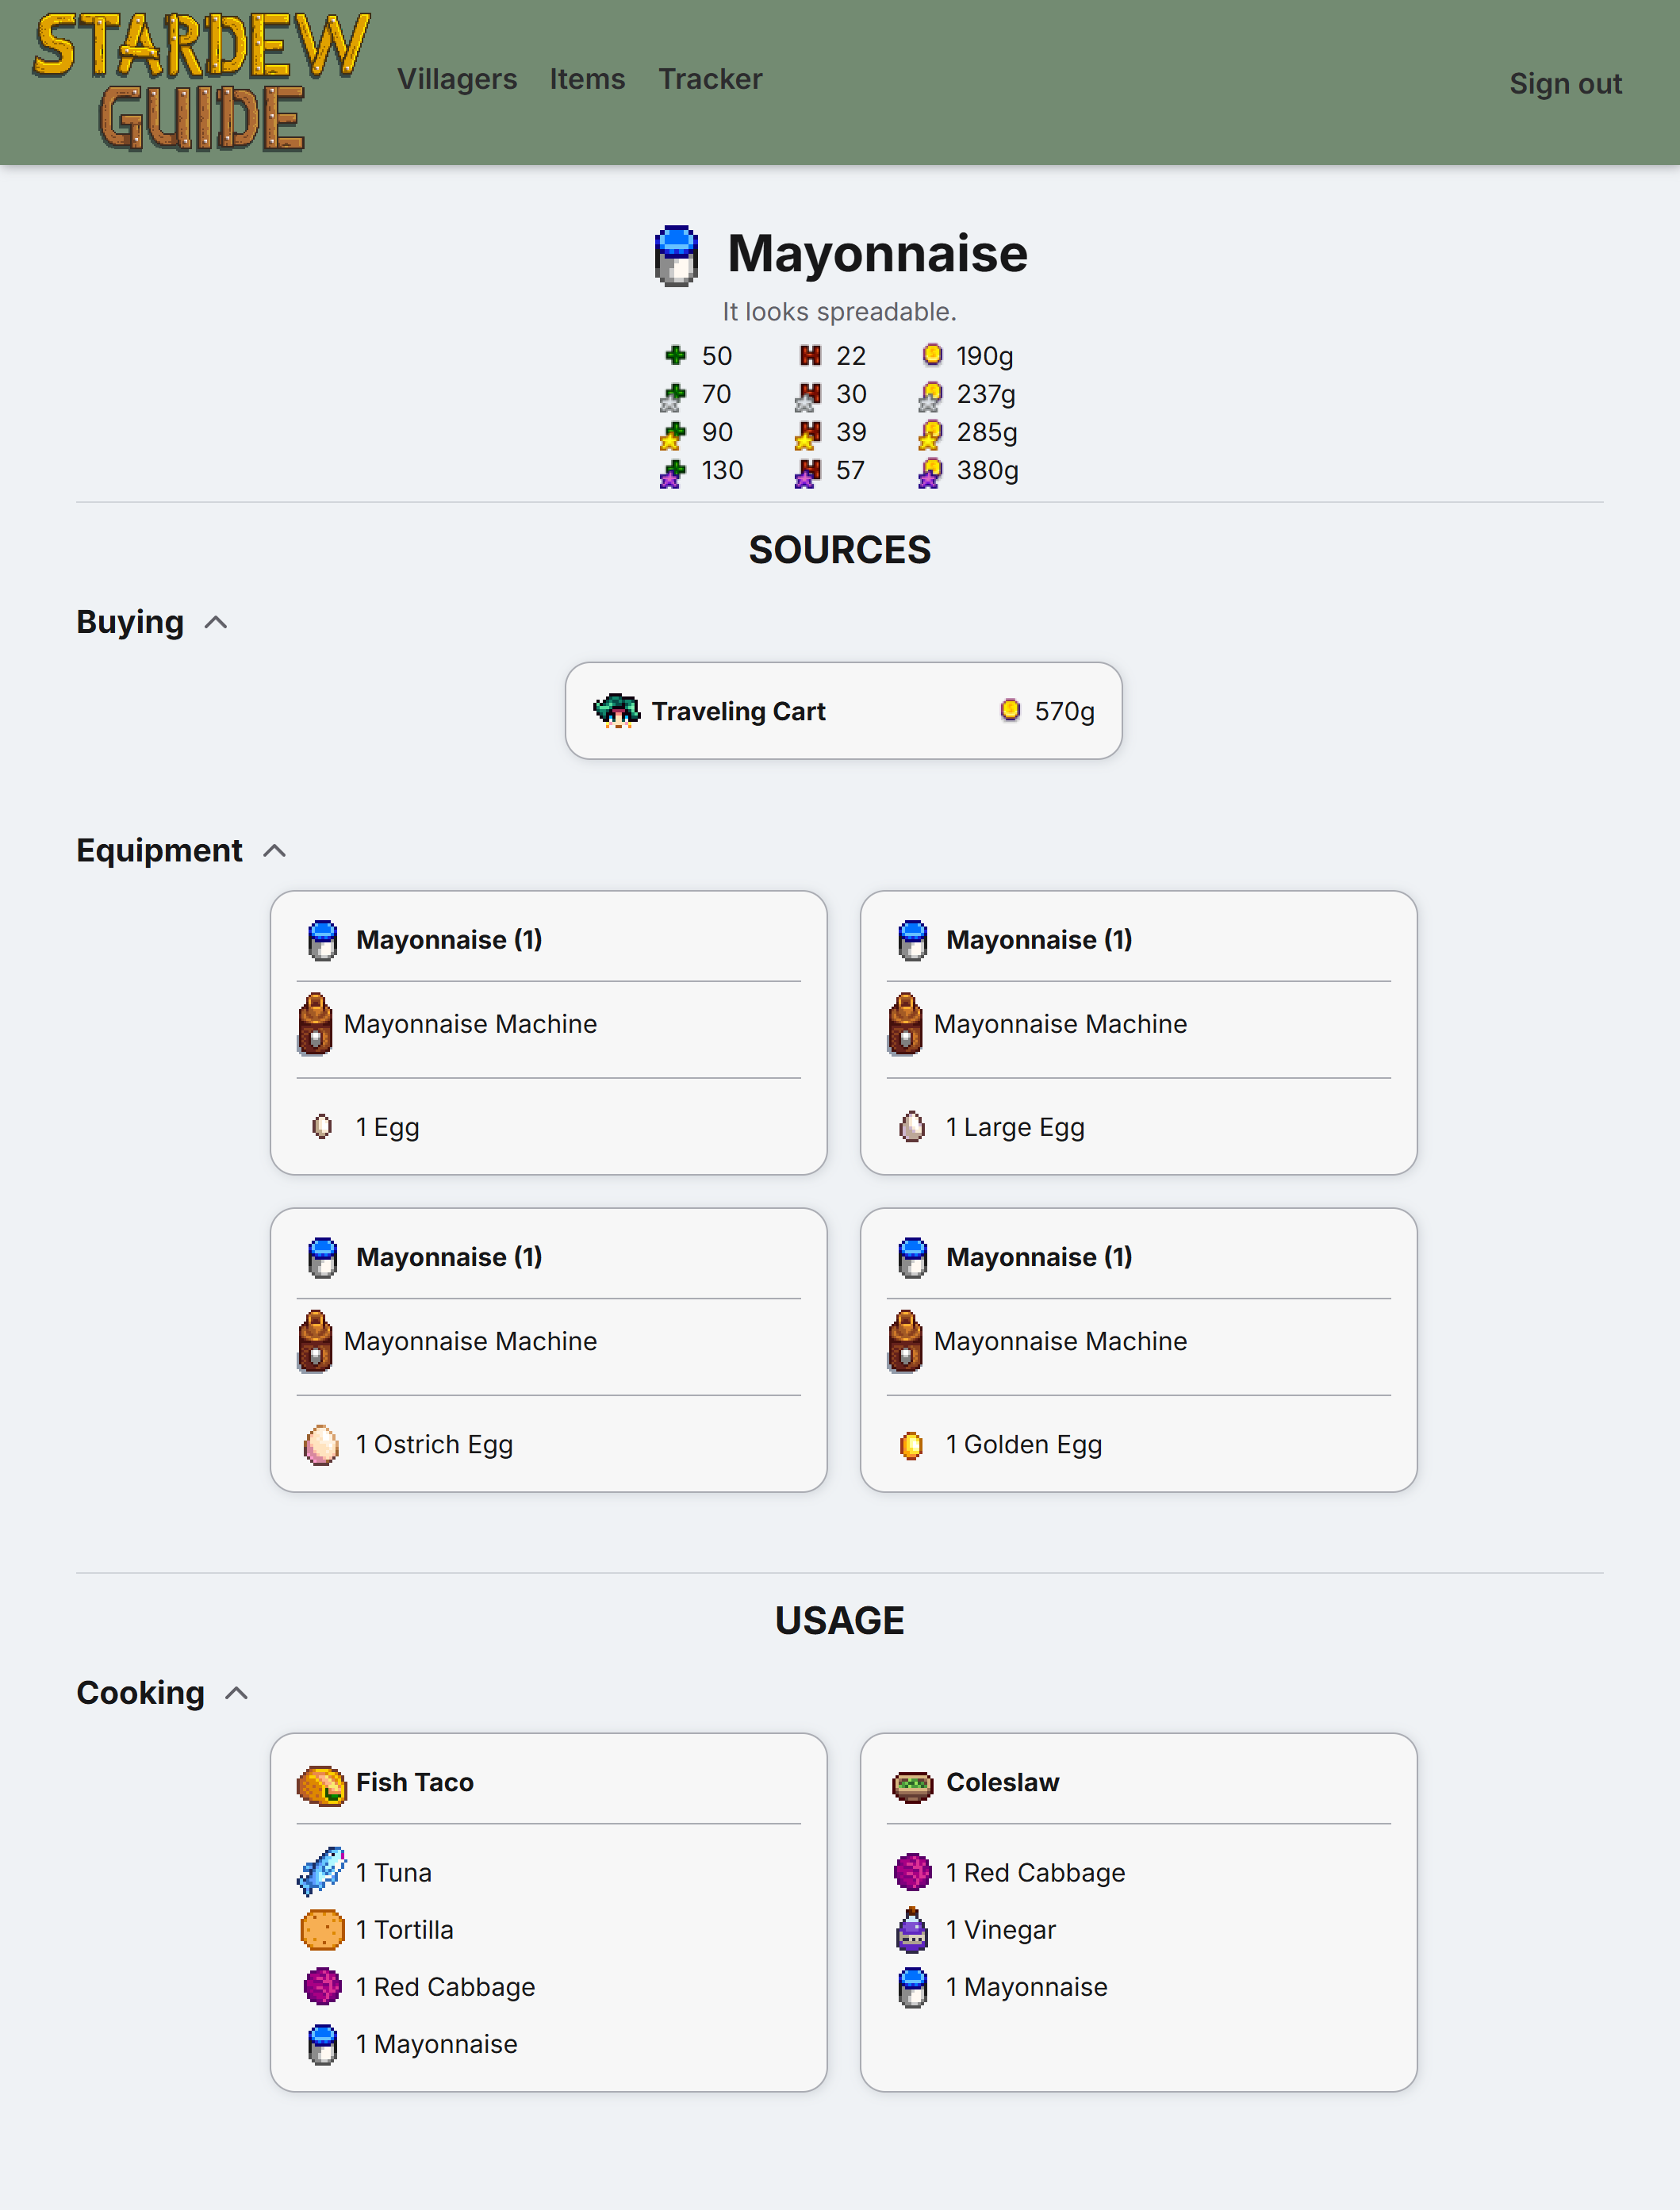 STARDEW
GUIDE
Villagers Items Tracker
Sign out
Mayonnaise
It looks spreadable.
50 22 190g
70 30 237g
90 39 285g
130 57 380g
SOURCES
Buying
Traveling Cart 570g
Equipment
Mayonnaise (1)
Mayonnaise Machine
1 Egg
Mayonnaise (1)
Mayonnaise Machine
1 Large Egg
Mayonnaise (1)
Mayonnaise Machine
1 Ostrich Egg
Mayonnaise (1)
Mayonnaise Machine
1 Golden Egg
USAGE
Cooking
Fish Taco
1 Tuna
1 Tortilla
1 Red Cabbage
1 Mayonnaise
Coleslaw
1 Red Cabbage
1 Vinegar
1 Mayonnaise